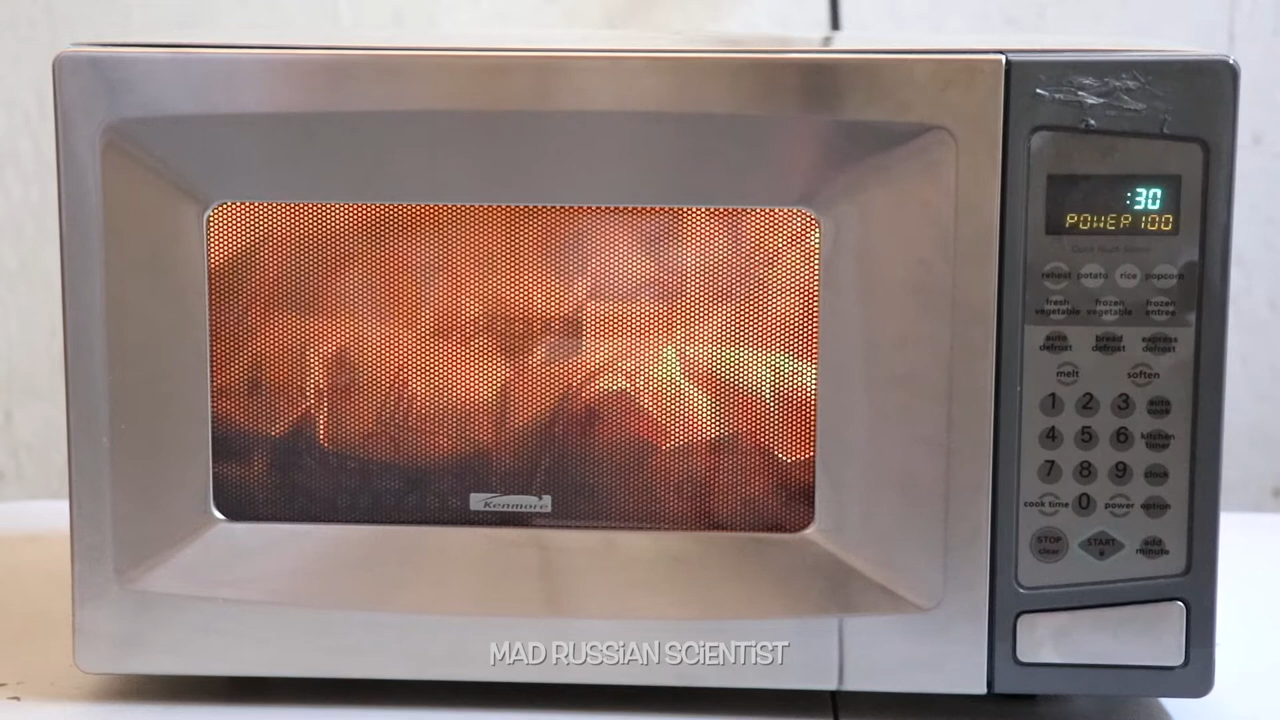 :30
POWER 100
reheat potato rice popcorn
fresh vegetable frozen vegetable frozen entree
auto defrost bread defrost express defrost
melt soften
1 2 3 auto cook
4 5 6 kitchen timer
7 8 9 clock
cook time 0 power option
STOP clear START add minute
Kenmore
MAD RUSSiAN SCiENTiST